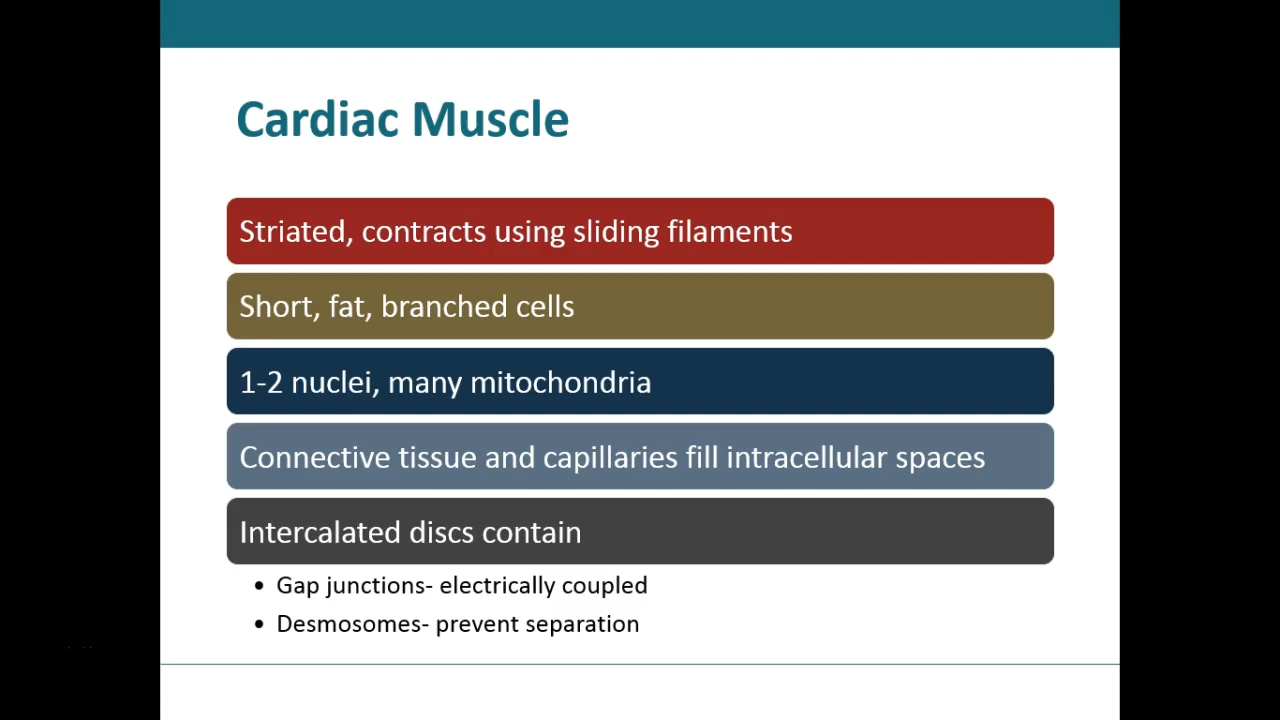 Cardiac Muscle
Striated, contracts using sliding filaments
Short, fat, branched cells
1-2 nuclei, many mitochondria
Connective tissue and capillaries fill intracellular spaces
Intercalated discs contain
• Gap junctions- electrically coupled
• Desmosomes- prevent separation